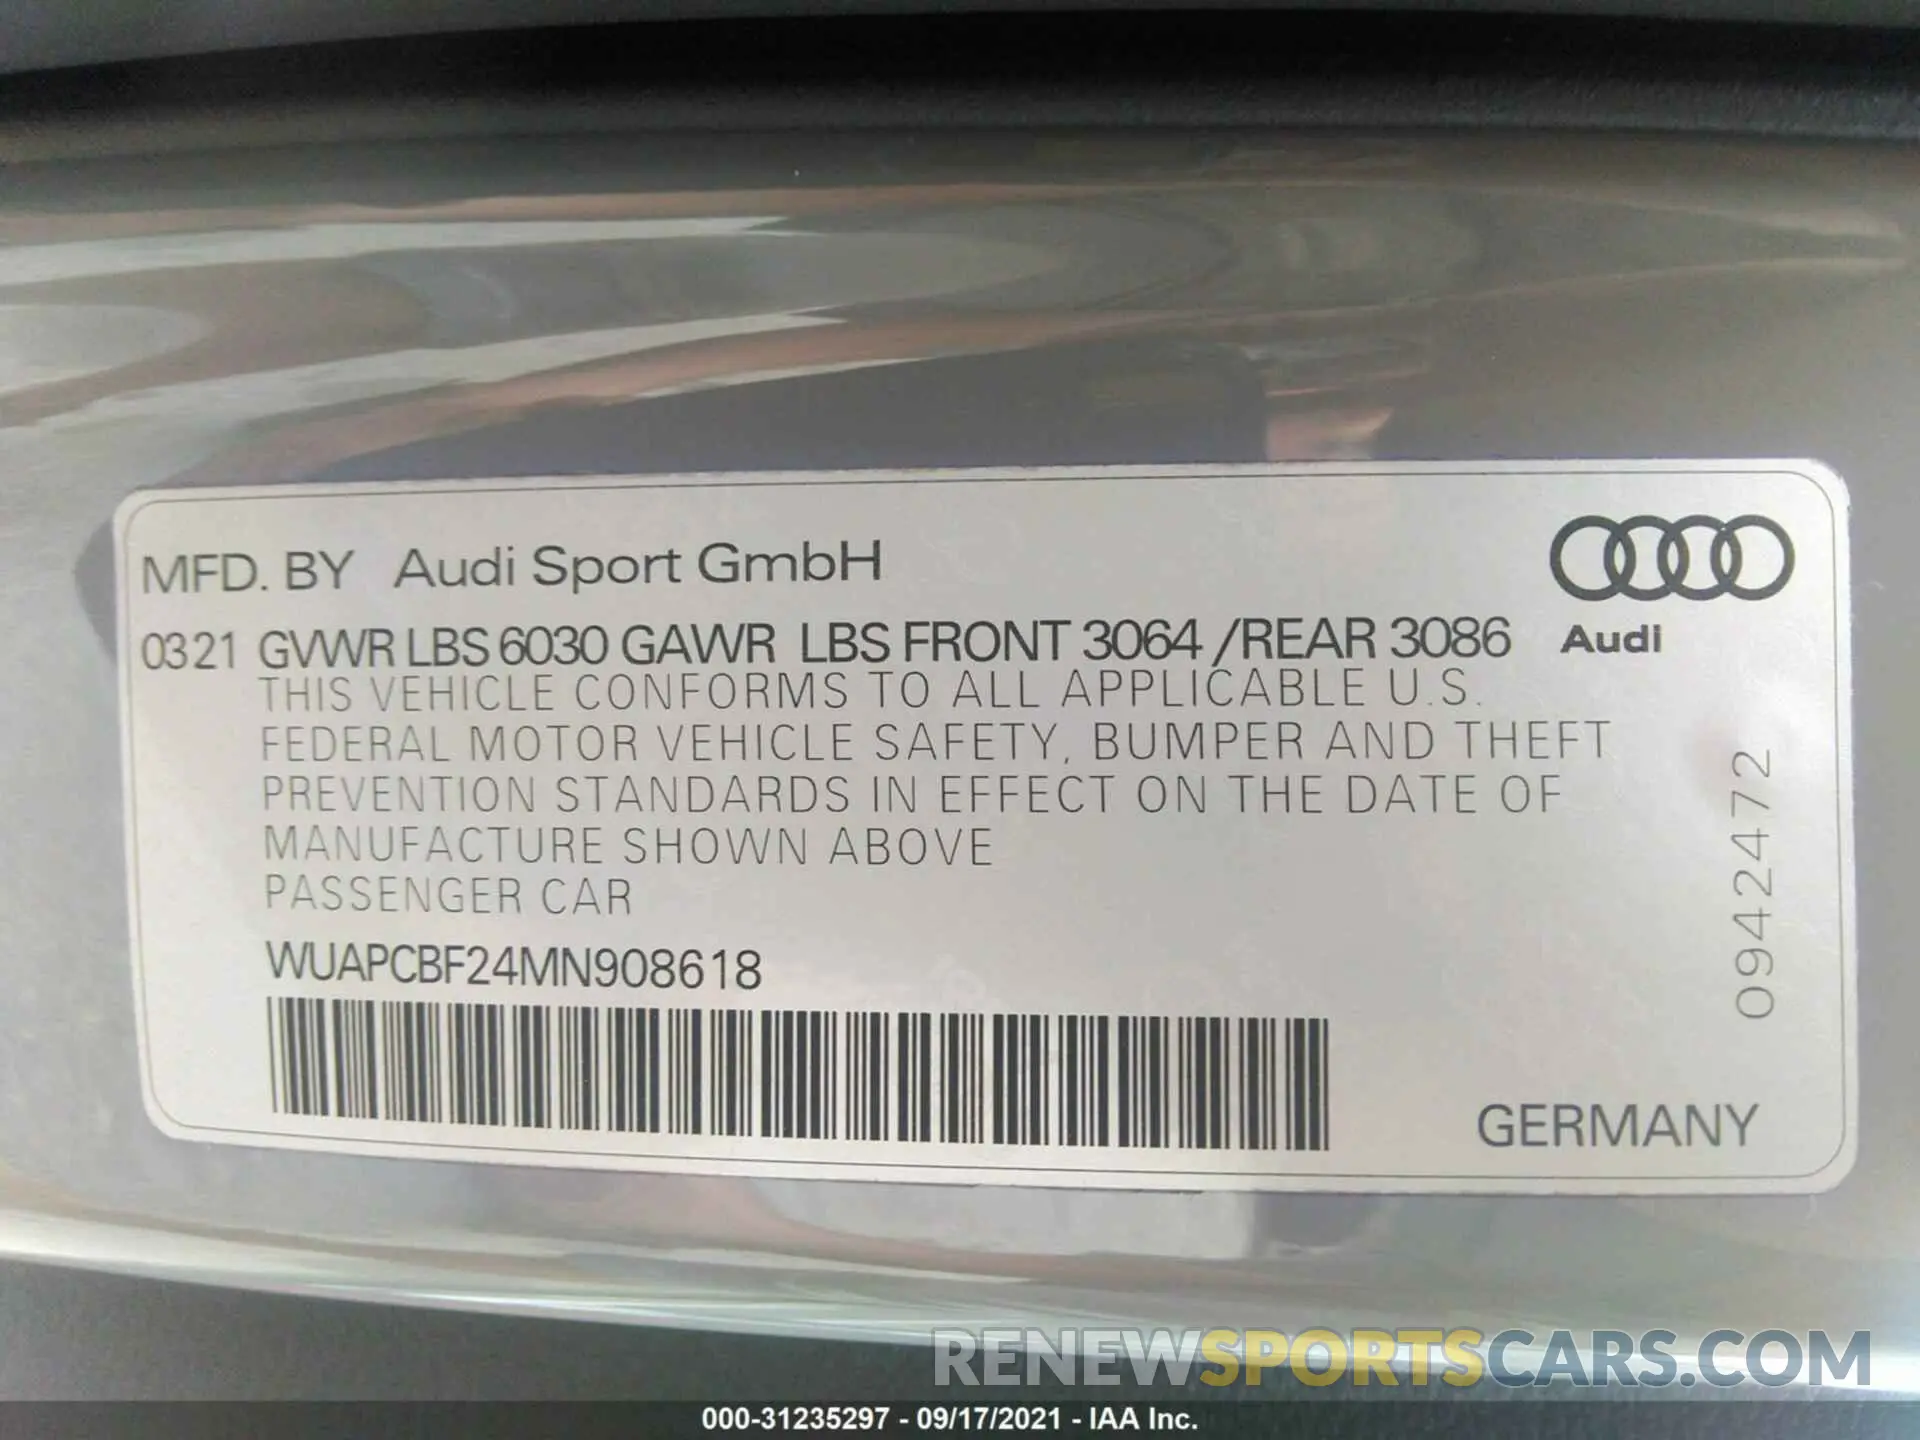 MFD. BY Audi Sport GmbH
0321 GVWR LBS 6030 GAWR LBS FRONT 3064 /REAR 3086
Audi
THIS VEHICLE CONFORMS TO ALL APPLICABLE U.S.
FEDERAL MOTOR VEHICLE SAFETY, BUMPER AND THEFT
PREVENTION STANDARDS IN EFFECT ON THE DATE OF
MANUFACTURE SHOWN ABOVE
PASSENGER CAR
WUAPCBF24MN908618
0942472
GERMANY
RENEWSPORTSCARS.COM
000-31235297 - 09/17/2021 - IAA Inc.